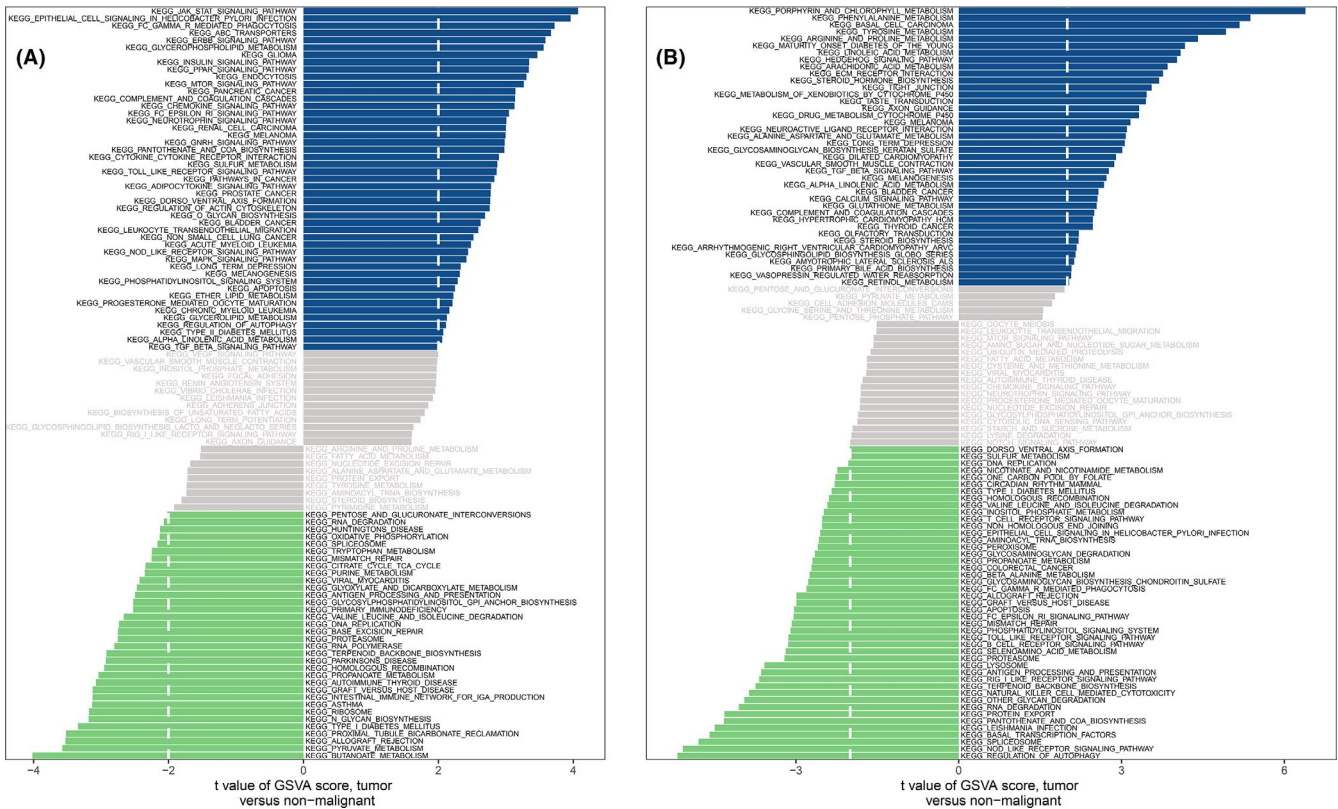 (A)
KEGG_JAK_STAT_SIGNALING_PATHWAY
KEGG_EPITHELIAL_CELL_SIGNALING_IN_HELICOBACTER_PYLORI_INFECTION
KEGG_FC_GAMMA_R_MEDIATED_PHAGOCYTOSIS
KEGG_ABC_TRANSPORTERS
KEGG_ERBB_SIGNALING_PATHWAY
KEGG_GLYCEROPHOSPHOLIPID_METABOLISM
KEGG_GLIOMA
KEGG_INSULIN_SIGNALING_PATHWAY
KEGG_PPAR_SIGNALING_PATHWAY
KEGG_ENDOCYTOSIS
KEGG_MTOR_SIGNALING_PATHWAY
KEGG_PANCREATIC_CANCER
KEGG_COMPLEMENT_AND_COAGULATION_CASCADES
KEGG_CHEMOKINE_SIGNALING_PATHWAY
KEGG_FC_EPSILON_RI_SIGNALING_PATHWAY
KEGG_NEUROTROPHIN_SIGNALING_PATHWAY
KEGG_RENAL_CELL_CARCINOMA
KEGG_MELANOMA
KEGG_GNRH_SIGNALING_PATHWAY
KEGG_PANTOTHENATE_AND_COA_BIOSYNTHESIS
KEGG_CYTOKINE_CYTOKINE_RECEPTOR_INTERACTION
KEGG_SULFUR_METABOLISM
KEGG_TOLL_LIKE_RECEPTOR_SIGNALING_PATHWAY
KEGG_PATHWAYS_IN_CANCER
KEGG_ADIPOCYTOKINE_SIGNALING_PATHWAY
KEGG_PROSTATE_CANCER
KEGG_DORSO_VENTRAL_AXIS_FORMATION
KEGG_REGULATION_OF_ACTIN_CYTOSKELETON
KEGG_O_GLYCAN_BIOSYNTHESIS
KEGG_BLADDER_CANCER
KEGG_LEUKOCYTE_TRANSENDOTHELIAL_MIGRATION
KEGG_NON_SMALL_CELL_LUNG_CANCER
KEGG_ACUTE_MYELOID_LEUKEMIA
KEGG_NOD_LIKE_RECEPTOR_SIGNALING_PATHWAY
KEGG_MAPK_SIGNALING_PATHWAY
KEGG_LONG_TERM_DEPRESSION
KEGG_MELANOGENESIS
KEGG_PHOSPHATIDYLINOSITOL_SIGNALING_SYSTEM
KEGG_APOPTOSIS
KEGG_ETHER_LIPID_METABOLISM
KEGG_PROGESTERONE_MEDIATED_OOCYTE_MATURATION
KEGG_CHRONIC_MYELOID_LEUKEMIA
KEGG_GLYCEROLIPID_METABOLISM
KEGG_REGULATION_OF_AUTOPHAGY
KEGG_TYPE_II_DIABETES_MELLITUS
KEGG_ALPHA_LINOLENIC_ACID_METABOLISM
KEGG_TGF_BETA_SIGNALING_PATHWAY
KEGG_VEGF_SIGNALING_PATHWAY
KEGG_VASCULAR_SMOOTH_MUSCLE_CONTRACTION
KEGG_INOSITOL_PHOSPHATE_METABOLISM
KEGG_FOCAL_ADHESION
KEGG_RENIN_ANGIOTENSIN_SYSTEM
KEGG_VIBRIO_CHOLERAE_INFECTION
KEGG_LEISHMANIA_INFECTION
KEGG_ADHERENS_JUNCTION
KEGG_BIOSYNTHESIS_OF_UNSATURATED_FATTY_ACIDS
KEGG_LONG_TERM_POTENTIATION
KEGG_GLYCOSPHINGOLIPID_BIOSYNTHESIS_LACTO_AND_NEOLACTO_SERIES
KEGG_RIG_I_LIKE_RECEPTOR_SIGNALING_PATHWAY
KEGG_AXON_GUIDANCE
KEGG_ARGININE_AND_PROLINE_METABOLISM
KEGG_FATTY_ACID_METABOLISM
KEGG_NUCLEOTIDE_EXCISION_REPAIR
KEGG_ALANINE_ASPARTATE_AND_GLUTAMATE_METABOLISM
KEGG_PROTEIN_EXPORT
KEGG_TYROSINE_METABOLISM
KEGG_AMINOACYL_TRNA_BIOSYNTHESIS
KEGG_STEROID_BIOSYNTHESIS
KEGG_PYRIMIDINE_METABOLISM
KEGG_PENTOSE_AND_GLUCURONATE_INTERCONVERSIONS
KEGG_RNA_DEGRADATION
KEGG_HUNTINGTONS_DISEASE
KEGG_OXIDATIVE_PHOSPHORYLATION
KEGG_SPLICEOSOME
KEGG_TRYPTOPHAN_METABOLISM
KEGG_MISMATCH_REPAIR
KEGG_CITRATE_CYCLE_TCA_CYCLE
KEGG_PURINE_METABOLISM
KEGG_VIRAL_MYOCARDITIS
KEGG_GLYOXYLATE_AND_DICARBOXYLATE_METABOLISM
KEGG_ANTIGEN_PROCESSING_AND_PRESENTATION
KEGG_GLYCOSYLPHOSPHATIDYLINOSITOL_GPI_ANCHOR_BIOSYNTHESIS
KEGG_PRIMARY_IMMUNODEFICIENCY
KEGG_VALINE_LEUCINE_AND_ISOLEUCINE_DEGRADATION
KEGG_DNA_REPLICATION
KEGG_BASE_EXCISION_REPAIR
KEGG_PROTEASOME
KEGG_RNA_POLYMERASE
KEGG_TERPENOID_BACKBONE_BIOSYNTHESIS
KEGG_PARKINSONS_DISEASE
KEGG_HOMOLOGOUS_RECOMBINATION
KEGG_PROPANOATE_METABOLISM
KEGG_AUTOIMMUNE_THYROID_DISEASE
KEGG_GRAFT_VERSUS_HOST_DISEASE
KEGG_INTESTINAL_IMMUNE_NETWORK_FOR_IGA_PRODUCTION
KEGG_ASTHMA
KEGG_RIBOSOME
KEGG_N_GLYCAN_BIOSYNTHESIS
KEGG_TYPE_I_DIABETES_MELLITUS
KEGG_PROXIMAL_TUBULE_BICARBONATE_RECLAMATION
KEGG_ALLOGRAFT_REJECTION
KEGG_PYRUVATE_METABOLISM
KEGG_BUTANOATE_METABOLISM
−4 −2 0 2 4
t value of GSVA score, tumor
versus non−malignant
(B)
KEGG_PORPHYRIN_AND_CHLOROPHYLL_METABOLISM
KEGG_PHENYLALANINE_METABOLISM
KEGG_BASAL_CELL_CARCINOMA
KEGG_TYROSINE_METABOLISM
KEGG_ARGININE_AND_PROLINE_METABOLISM
KEGG_MATURITY_ONSET_DIABETES_OF_THE_YOUNG
KEGG_LINOLEIC_ACID_METABOLISM
KEGG_HEDGEHOG_SIGNALING_PATHWAY
KEGG_ARACHIDONIC_ACID_METABOLISM
KEGG_ECM_RECEPTOR_INTERACTION
KEGG_STEROID_HORMONE_BIOSYNTHESIS
KEGG_TIGHT_JUNCTION
KEGG_METABOLISM_OF_XENOBIOTICS_BY_CYTOCHROME_P450
KEGG_TASTE_TRANSDUCTION
KEGG_AXON_GUIDANCE
KEGG_DRUG_METABOLISM_CYTOCHROME_P450
KEGG_MELANOMA
KEGG_NEUROACTIVE_LIGAND_RECEPTOR_INTERACTION
KEGG_ALANINE_ASPARTATE_AND_GLUTAMATE_METABOLISM
KEGG_LONG_TERM_DEPRESSION
KEGG_GLYCOSAMINOGLYCAN_BIOSYNTHESIS_KERATAN_SULFATE
KEGG_DILATED_CARDIOMYOPATHY
KEGG_VASCULAR_SMOOTH_MUSCLE_CONTRACTION
KEGG_TGF_BETA_SIGNALING_PATHWAY
KEGG_MELANOGENESIS
KEGG_ALPHA_LINOLENIC_ACID_METABOLISM
KEGG_BLADDER_CANCER
KEGG_CALCIUM_SIGNALING_PATHWAY
KEGG_GLUTATHIONE_METABOLISM
KEGG_COMPLEMENT_AND_COAGULATION_CASCADES
KEGG_HYPERTROPHIC_CARDIOMYOPATHY_HCM
KEGG_THYROID_CANCER
KEGG_OLFACTORY_TRANSDUCTION
KEGG_STEROID_BIOSYNTHESIS
KEGG_ARRHYTHMOGENIC_RIGHT_VENTRICULAR_CARDIOMYOPATHY_ARVC
KEGG_GLYCOSPHINGOLIPID_BIOSYNTHESIS_GLOBO_SERIES
KEGG_AMYOTROPHIC_LATERAL_SCLEROSIS_ALS
KEGG_PRIMARY_BILE_ACID_BIOSYNTHESIS
KEGG_VASOPRESSIN_REGULATED_WATER_REABSORPTION
KEGG_RETINOL_METABOLISM
KEGG_PENTOSE_AND_GLUCURONATE_INTERCONVERSIONS
KEGG_PYRUVATE_METABOLISM
KEGG_CELL_ADHESION_MOLECULES_CAMS
KEGG_GLYCINE_SERINE_AND_THREONINE_METABOLISM
KEGG_PENTOSE_PHOSPHATE_PATHWAY
KEGG_OOCYTE_MEIOSIS
KEGG_LEUKOCYTE_TRANSENDOTHELIAL_MIGRATION
KEGG_MTOR_SIGNALING_PATHWAY
KEGG_AMINO_SUGAR_AND_NUCLEOTIDE_SUGAR_METABOLISM
KEGG_UBIQUITIN_MEDIATED_PROTEOLYSIS
KEGG_FATTY_ACID_METABOLISM
KEGG_CYSTEINE_AND_METHIONINE_METABOLISM
KEGG_VIRAL_MYOCARDITIS
KEGG_AUTOIMMUNE_THYROID_DISEASE
KEGG_CHEMOKINE_SIGNALING_PATHWAY
KEGG_NEUROTROPHIN_SIGNALING_PATHWAY
KEGG_PROGESTERONE_MEDIATED_OOCYTE_MATURATION
KEGG_NUCLEOTIDE_EXCISION_REPAIR
KEGG_GLYCOSYLPHOSPHATIDYLINOSITOL_GPI_ANCHOR_BIOSYNTHESIS
KEGG_CYTOSOLIC_DNA_SENSING_PATHWAY
KEGG_STARCH_AND_SUCROSE_METABOLISM
KEGG_LYSINE_DEGRADATION
KEGG_NOTCH_SIGNALING_PATHWAY
KEGG_DORSO_VENTRAL_AXIS_FORMATION
KEGG_SULFUR_METABOLISM
KEGG_DNA_REPLICATION
KEGG_NICOTINATE_AND_NICOTINAMIDE_METABOLISM
KEGG_ONE_CARBON_POOL_BY_FOLATE
KEGG_CIRCADIAN_RHYTHM_MAMMAL
KEGG_TYPE_I_DIABETES_MELLITUS
KEGG_HOMOLOGOUS_RECOMBINATION
KEGG_VALINE_LEUCINE_AND_ISOLEUCINE_DEGRADATION
KEGG_INOSITOL_PHOSPHATE_METABOLISM
KEGG_T_CELL_RECEPTOR_SIGNALING_PATHWAY
KEGG_NON_HOMOLOGOUS_END_JOINING
KEGG_EPITHELIAL_CELL_SIGNALING_IN_HELICOBACTER_PYLORI_INFECTION
KEGG_AMINOACYL_TRNA_BIOSYNTHESIS
KEGG_PEROXISOME
KEGG_GLYCOSAMINOGLYCAN_DEGRADATION
KEGG_PROPANOATE_METABOLISM
KEGG_COLORECTAL_CANCER
KEGG_BETA_ALANINE_METABOLISM
KEGG_GLYCOSAMINOGLYCAN_BIOSYNTHESIS_CHONDROITIN_SULFATE
KEGG_FC_GAMMA_R_MEDIATED_PHAGOCYTOSIS
KEGG_ALLOGRAFT_REJECTION
KEGG_GRAFT_VERSUS_HOST_DISEASE
KEGG_APOPTOSIS
KEGG_FC_EPSILON_RI_SIGNALING_PATHWAY
KEGG_MISMATCH_REPAIR
KEGG_PHOSPHATIDYLINOSITOL_SIGNALING_SYSTEM
KEGG_TOLL_LIKE_RECEPTOR_SIGNALING_PATHWAY
KEGG_B_CELL_RECEPTOR_SIGNALING_PATHWAY
KEGG_SELENOAMINO_ACID_METABOLISM
KEGG_PROTEASOME
KEGG_LYSOSOME
KEGG_ANTIGEN_PROCESSING_AND_PRESENTATION
KEGG_RIG_I_LIKE_RECEPTOR_SIGNALING_PATHWAY
KEGG_TERPENOID_BACKBONE_BIOSYNTHESIS
KEGG_NATURAL_KILLER_CELL_MEDIATED_CYTOTOXICITY
KEGG_OTHER_GLYCAN_DEGRADATION
KEGG_RNA_DEGRADATION
KEGG_PROTEIN_EXPORT
KEGG_PANTOTHENATE_AND_COA_BIOSYNTHESIS
KEGG_LEISHMANIA_INFECTION
KEGG_BASAL_TRANSCRIPTION_FACTORS
KEGG_SPLICEOSOME
KEGG_NOD_LIKE_RECEPTOR_SIGNALING_PATHWAY
KEGG_REGULATION_OF_AUTOPHAGY
−3 0 3 6
t value of GSVA score, tumor
versus non−malignant